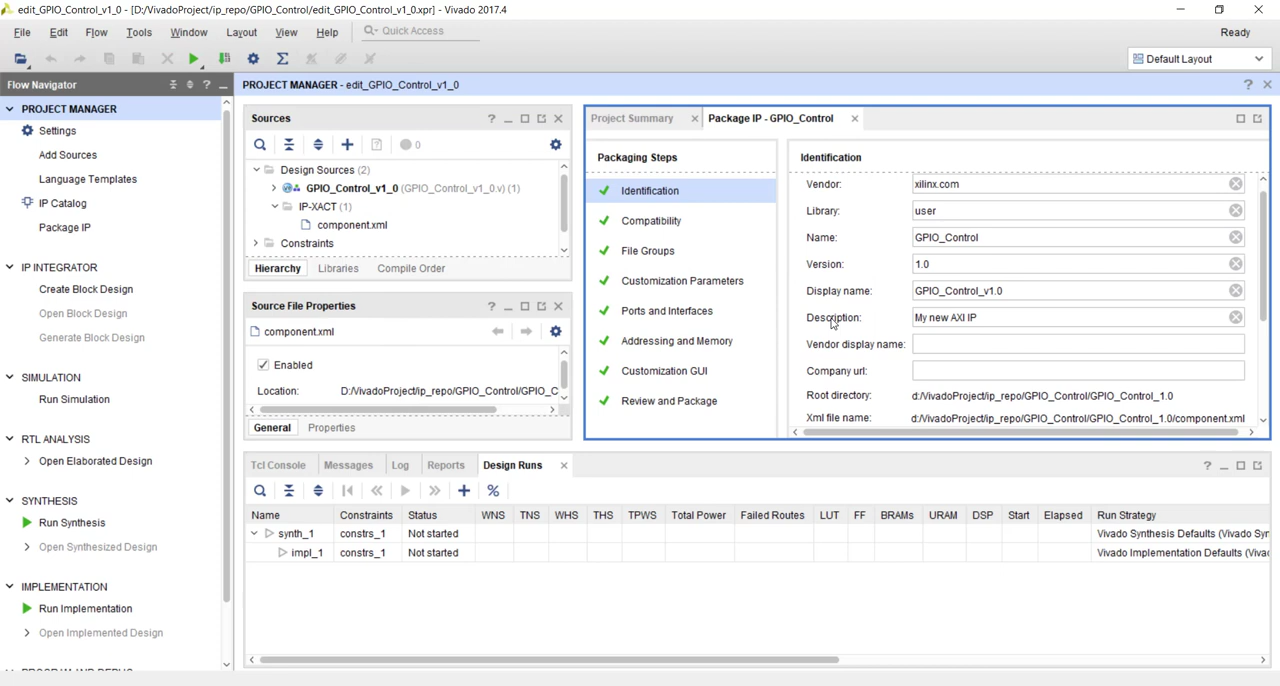 edit_GPIO_Control_v1_0 - [D:/VivadoProject/ip_repo/GPIO_Control/edit_GPIO_Control_v1_0.xpr] - Vivado 2017.4
File Edit Flow Tools Window Layout View Help Quick Access Ready
Default Layout
Flow Navigator
PROJECT MANAGER - edit_GPIO_Control_v1_0
PROJECT MANAGER
Settings
Add Sources
Language Templates
IP Catalog
Package IP
IP INTEGRATOR
Create Block Design
Open Block Design
Generate Block Design
SIMULATION
Run Simulation
RTL ANALYSIS
Open Elaborated Design
SYNTHESIS
Run Synthesis
Open Synthesized Design
IMPLEMENTATION
Run Implementation
Open Implemented Design
Sources
0
Design Sources (2)
GPIO_Control_v1_0 (GPIO_Control_v1_0.v) (1)
IP-XACT (1)
component.xml
Constraints
Hierarchy Libraries Compile Order
Source File Properties
component.xml
Enabled
Location: D:/VivadoProject/ip_repo/GPIO_Control/GPIO_C
General Properties
Project Summary Package IP - GPIO_Control
Packaging Steps
Identification
Compatibility
File Groups
Customization Parameters
Ports and Interfaces
Addressing and Memory
Customization GUI
Review and Package
Identification
Vendor: xilinx.com
Library: user
Name: GPIO_Control
Version: 1.0
Display name: GPIO_Control_v1.0
Description: My new AXI IP
Vendor display name:
Company url:
Root directory: d:/VivadoProject/ip_repo/GPIO_Control/GPIO_Control_1.0
Xml file name: d:/VivadoProject/ip_repo/GPIO_Control/GPIO_Control_1.0/component.xml
Tcl Console Messages Log Reports Design Runs
Name Constraints Status WNS TNS WHS THS TPWS Total Power Failed Routes LUT FF BRAMs URAM DSP Start Elapsed Run Strategy
synth_1 constrs_1 Not started Vivado Synthesis Defaults (Vivado Syn
impl_1 constrs_1 Not started Vivado Implementation Defaults (Viva